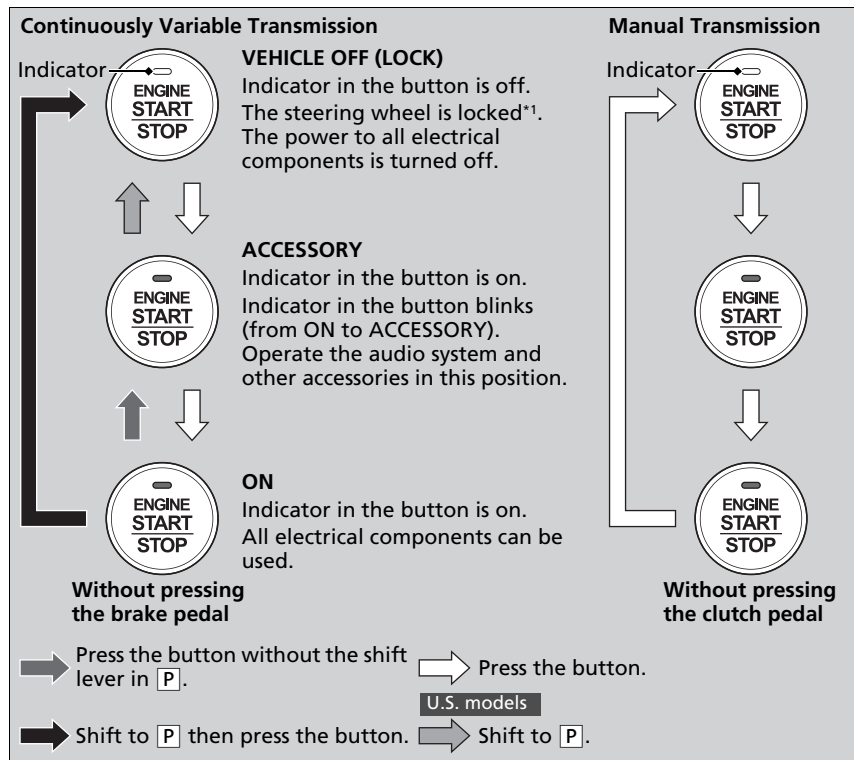 Continuously Variable Transmission
Manual Transmission
Indicator
ENGINE
START
STOP
VEHICLE OFF (LOCK)
Indicator in the button is off.
The steering wheel is locked*1.
The power to all electrical
components is turned off.
Indicator
ENGINE
START
STOP
ENGINE
START
STOP
ACCESSORY
Indicator in the button is on.
Indicator in the button blinks
(from ON to ACCESSORY).
Operate the audio system and
other accessories in this position.
ENGINE
START
STOP
ENGINE
START
STOP
ON
Indicator in the button is on.
All electrical components can be
used.
ENGINE
START
STOP
Without pressing
the brake pedal
Without pressing
the clutch pedal
Press the button without the shift
lever in P.
Press the button.
U.S. models
Shift to P then press the button.
Shift to P.